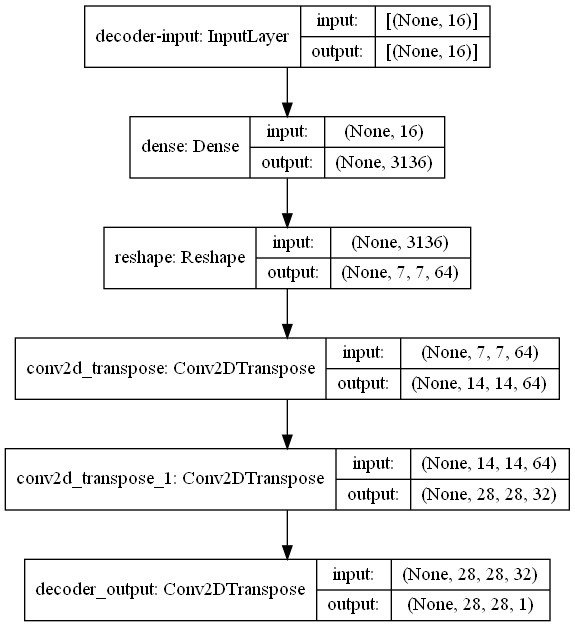 decoder-input: InputLayer
input: [(None, 16)]
output: [(None, 16)]
dense: Dense
input: (None, 16)
output: (None, 3136)
reshape: Reshape
input: (None, 3136)
output: (None, 7, 7, 64)
conv2d_transpose: Conv2DTranspose
input: (None, 7, 7, 64)
output: (None, 14, 14, 64)
conv2d_transpose_1: Conv2DTranspose
input: (None, 14, 14, 64)
output: (None, 28, 28, 32)
decoder_output: Conv2DTranspose
input: (None, 28, 28, 32)
output: (None, 28, 28, 1)